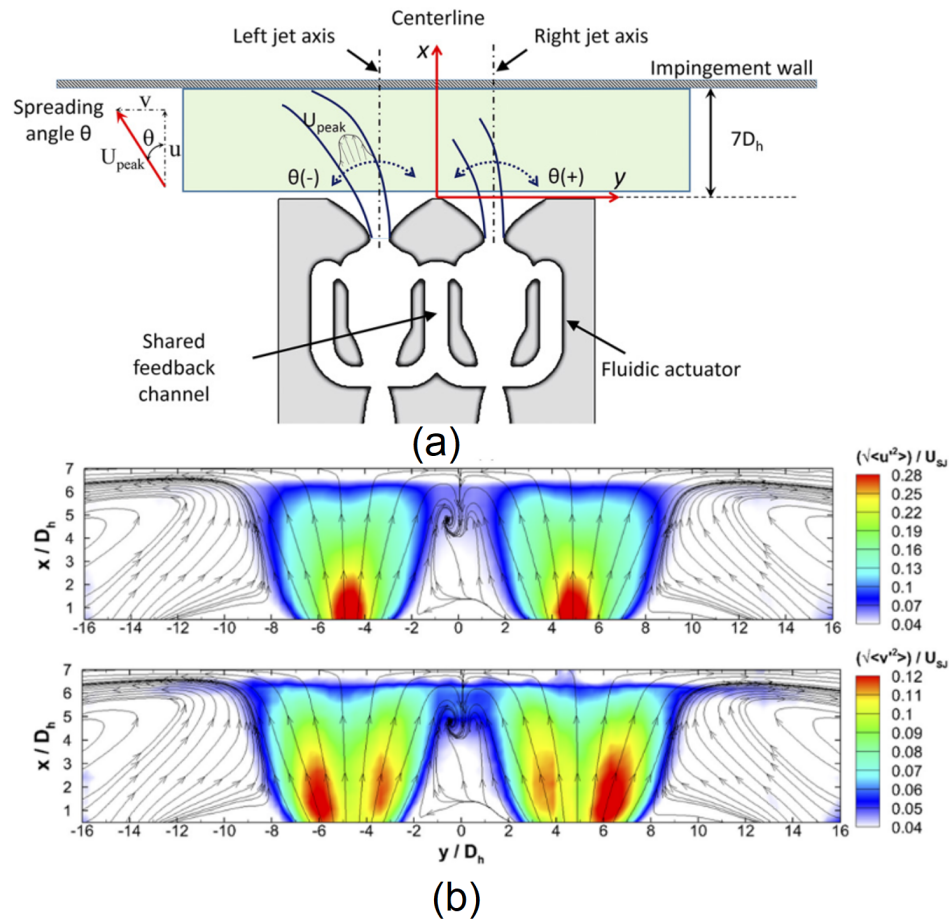 Centerline
Left jet axis
x
Right jet axis
Impingement wall
Spreading
angle θ
v
θ
u
U_peak
U_peak
7D_h
θ(-)
θ(+)
y
Shared
feedback
channel
Fluidic actuator
(a)
(√<u'²>) / U_SJ
7
6
5
4
3
2
1
x / D_h
-16 -14 -12 -10 -8 -6 -4 -2 0 2 4 6 8 10 12 14 16
0.28
0.22
0.19
0.16
0.13
0.1
0.07
0.04
(√<v'²>) / U_SJ
7
6
5
4
3
2
1
x / D_h
-16 -14 -12 -10 -8 -6 -4 -2 0 2 4 6 8 10 12 14 16
y / D_h
0.12
0.1
0.09
0.08
0.07
0.06
0.05
0.04
(b)